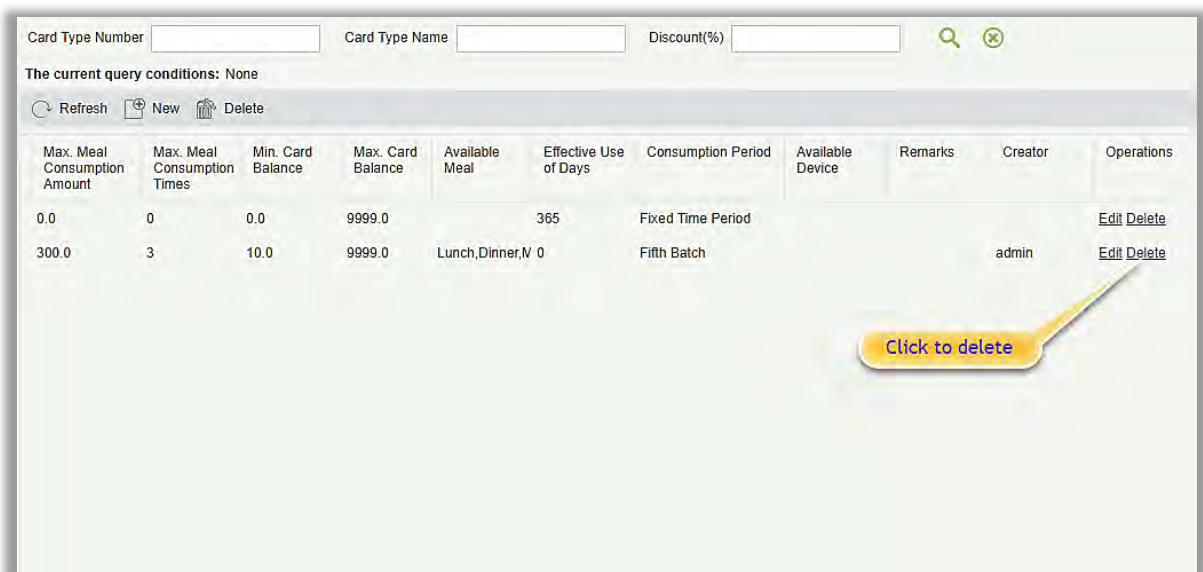 Card Type Number Card Type Name Discount(%)
The current query conditions: None
Refresh New Delete
Max. Meal Consumption Amount Max. Meal Consumption Times Min. Card Balance Max. Card Balance Available Meal Effective Use of Days Consumption Period Available Device Remarks Creator Operations
0.0 0 0.0 9999.0 365 Fixed Time Period Edit Delete
300.0 3 10.0 9999.0 Lunch,Dinner,M 0 Fifth Batch admin Edit Delete
Click to delete